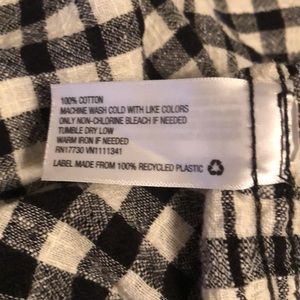 100% COTTON
MACHINE WASH COLD WITH LIKE COLORS
ONLY NON-CHLORINE BLEACH IF NEEDED
TUMBLE DRY LOW
WARM IRON IF NEEDED
RN17730 VN1111341
LABEL MADE FROM 100% RECYCLED PLASTIC